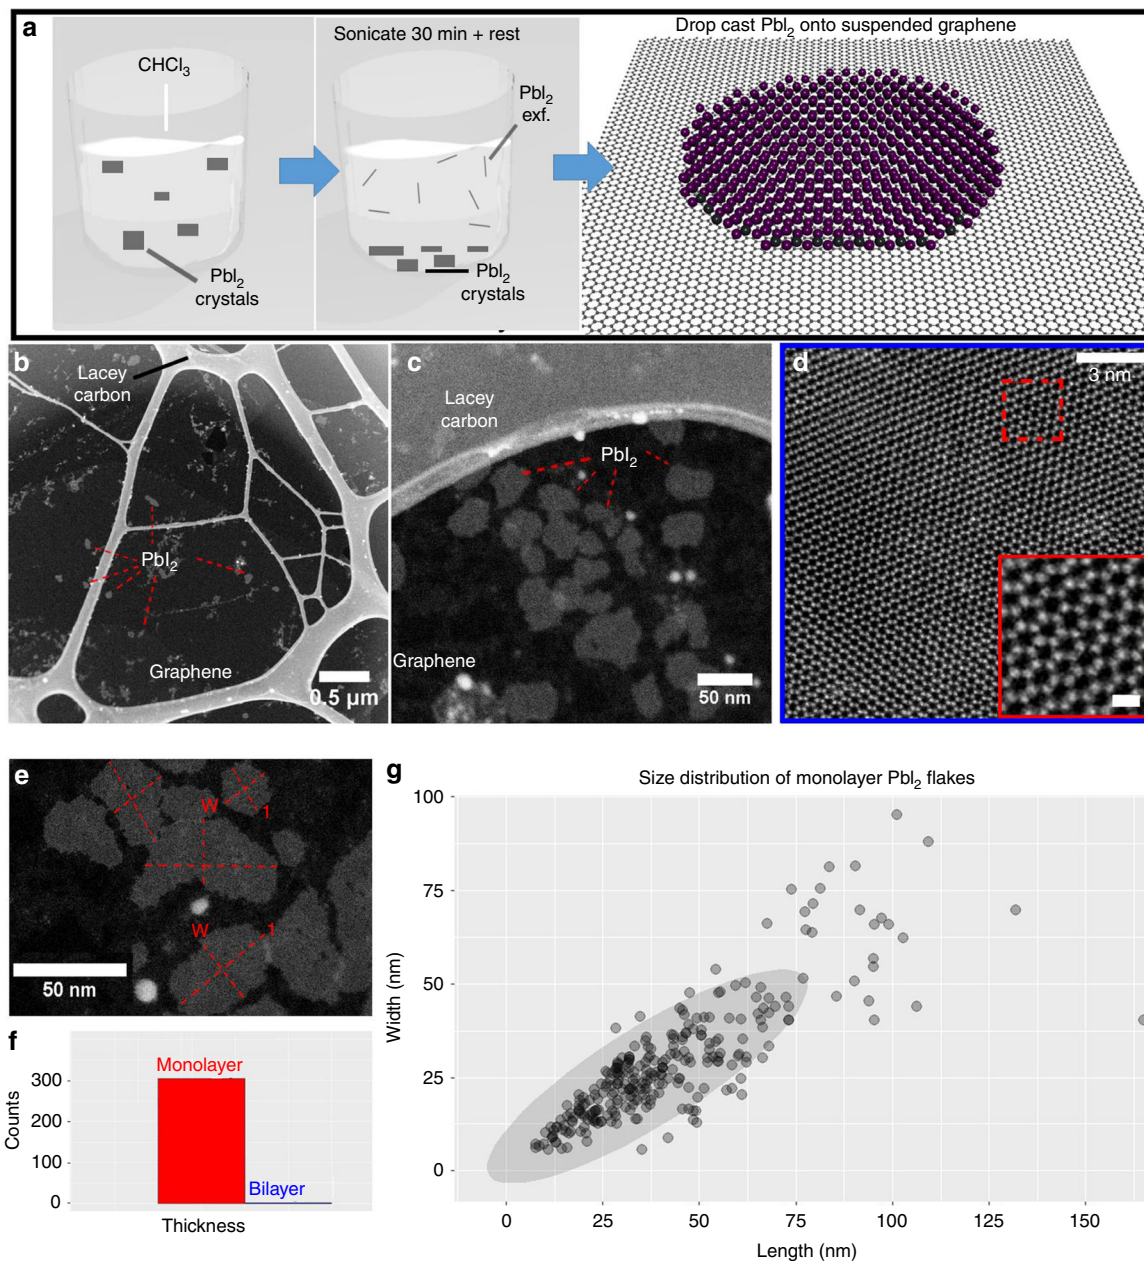 a
CHCl3
PbI2
crystals
Sonicate 30 min + rest
PbI2
exf.
PbI2
crystals
Drop cast PbI2 onto suspended graphene
b
Lacey
carbon
PbI2
Graphene
0.5 μm
c
Lacey
carbon
PbI2
Graphene
50 nm
d
3 nm
e
W
1
W
1
50 nm
f
Monolayer
Bilayer
Counts
300
200
100
0
Thickness
g
Size distribution of monolayer PbI2 flakes
Width (nm)
100
75
50
25
0
0 25 50 75 100 125 150
Length (nm)